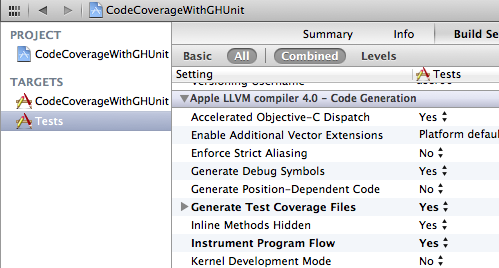 CodeCoverageWithGHUnit
PROJECT
CodeCoverageWithGHUnit
TARGETS
CodeCoverageWithGHUnit
Tests
Summary Info Build Se
Basic All Combined Levels
Setting Tests
Versioning Username
Apple LLVM compiler 4.0 - Code Generation
Accelerated Objective-C Dispatch Yes
Enable Additional Vector Extensions Platform defaul
Enforce Strict Aliasing No
Generate Debug Symbols Yes
Generate Position-Dependent Code No
Generate Test Coverage Files Yes
Inline Methods Hidden Yes
Instrument Program Flow Yes
Kernel Development Mode No